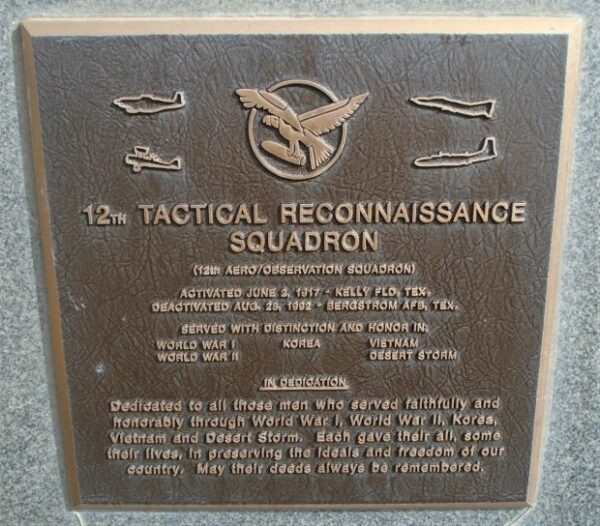 12TH TACTICAL RECONNAISSANCE
SQUADRON
(12th AERO/OBSERVATION SQUADRON)
ACTIVATED JUNE 2, 1917 - KELLY FLD, TEX.
DEACTIVATED AUG. 28, 1992 - BERGSTROM AFB, TEX.
SERVED WITH DISTINCTION AND HONOR IN:
WORLD WAR I KOREA VIETNAM
WORLD WAR II DESERT STORM
IN DEDICATION
Dedicated to all those men who served faithfully and
honorably through World War I, World War II, Korea,
Vietnam and Desert Storm. Each gave their all, some
their lives, in preserving the ideals and freedom of our
country. May their deeds always be remembered.